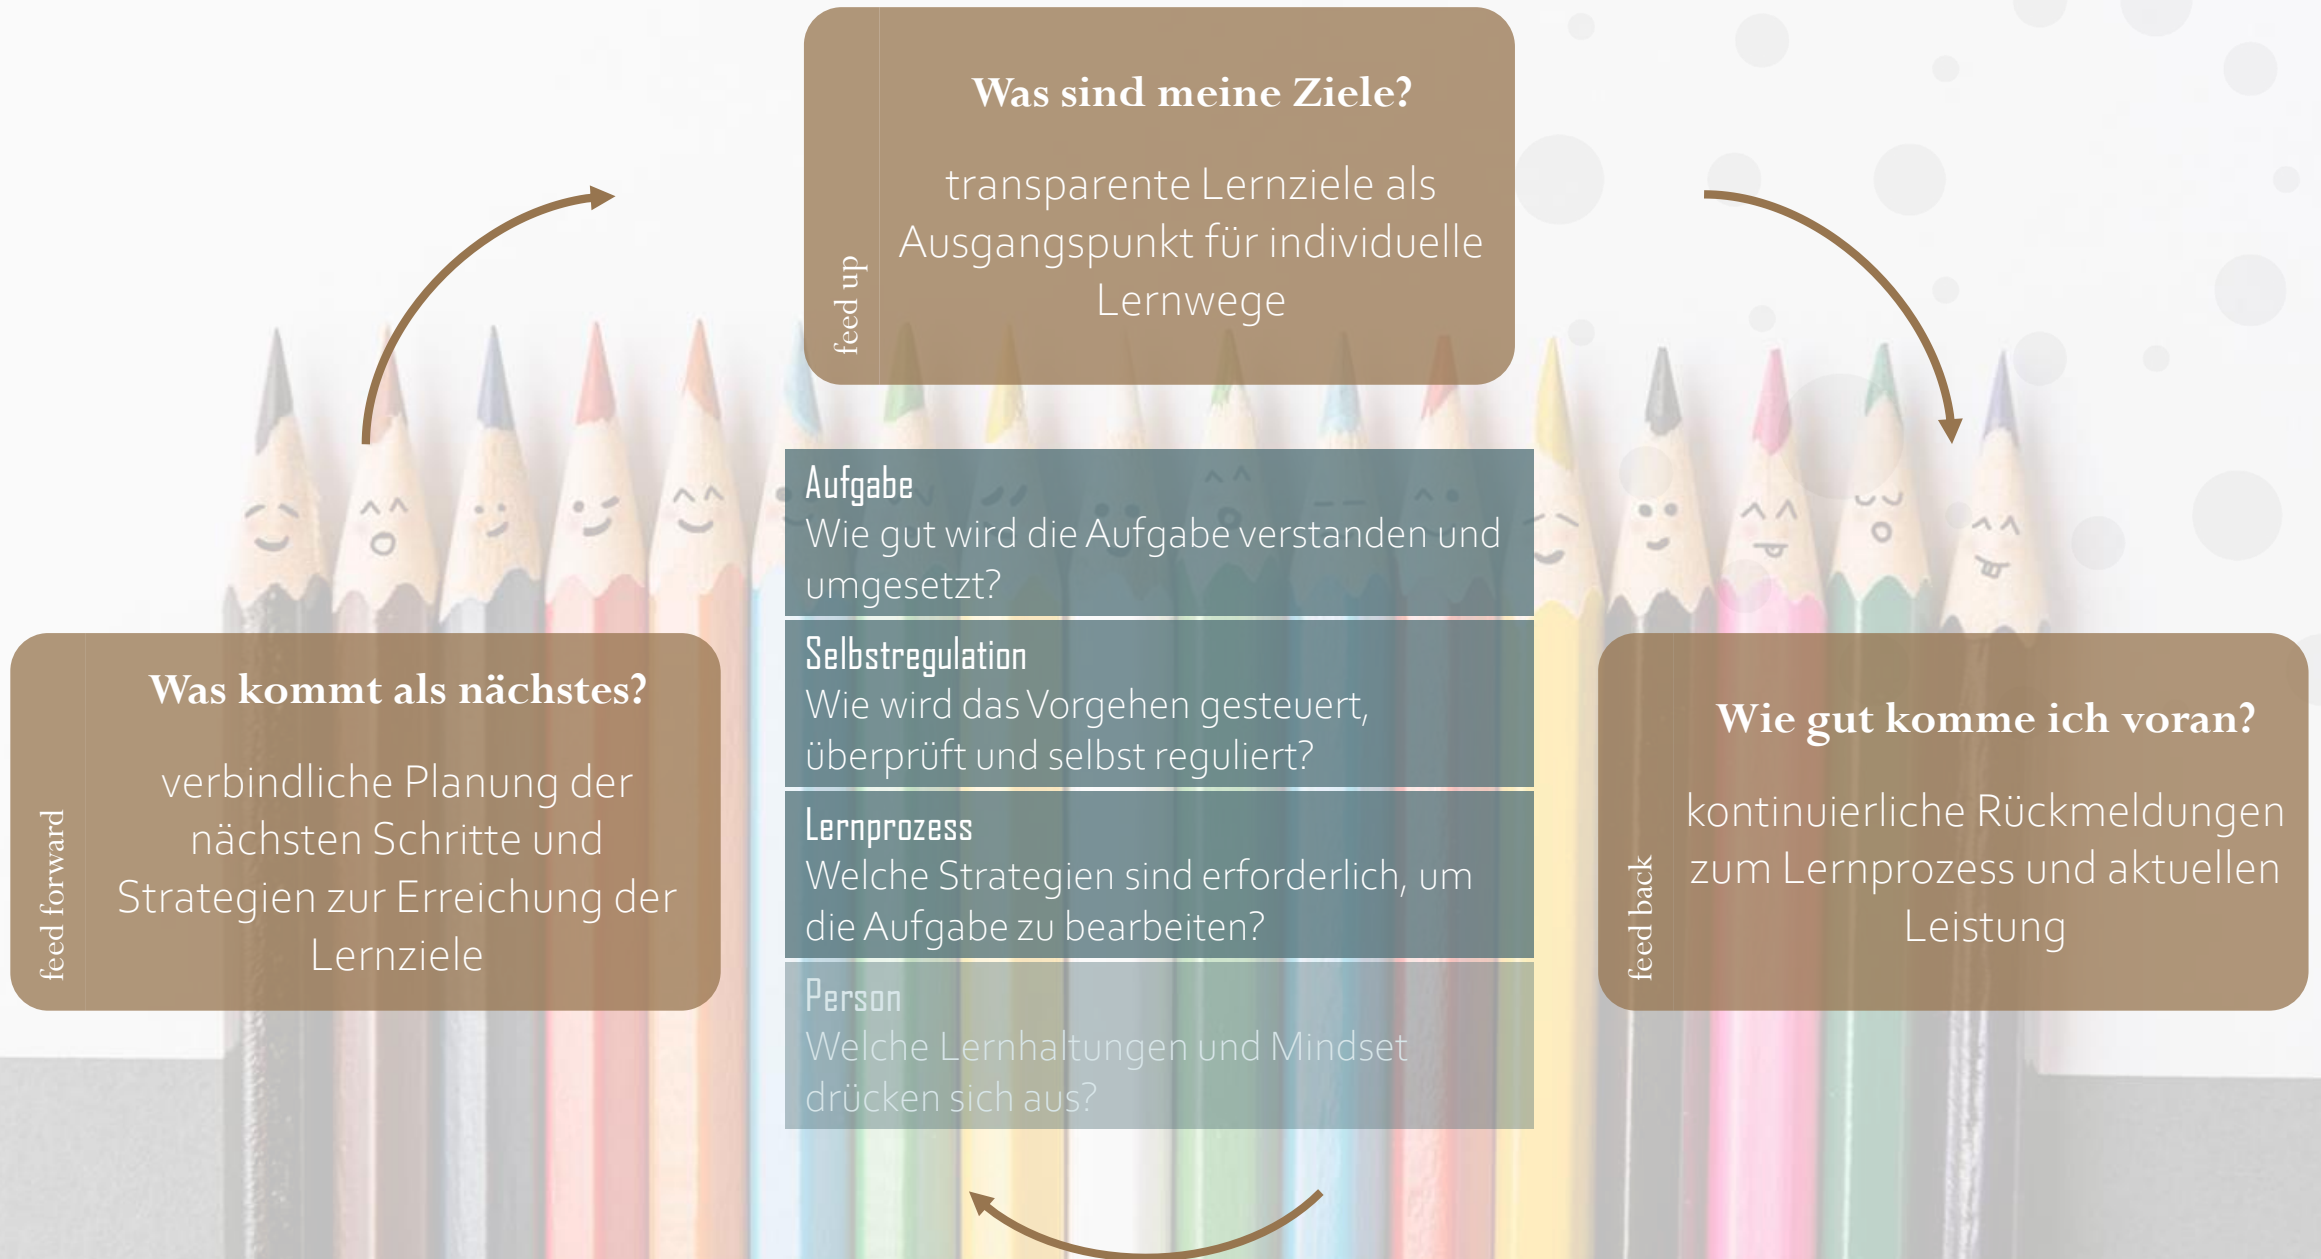 Was sind meine Ziele?
transparente Lernziele als
Ausgangspunkt für individuelle
Lernwege
feed up
Aufgabe
Wie gut wird die Aufgabe verstanden und
umgesetzt?
Selbstregulation
Wie wird das Vorgehen gesteuert,
überprüft und selbst reguliert?
Lernprozess
Welche Strategien sind erforderlich, um
die Aufgabe zu bearbeiten?
Person
Welche Lernhaltungen und Mindset
drücken sich aus?
Was kommt als nächstes?
verbindliche Planung der
nächsten Schritte und
Strategien zur Erreichung der
Lernziele
feed forward
Wie gut komme ich voran?
kontinuierliche Rückmeldungen
zum Lernprozess und aktuellen
Leistung
feed back